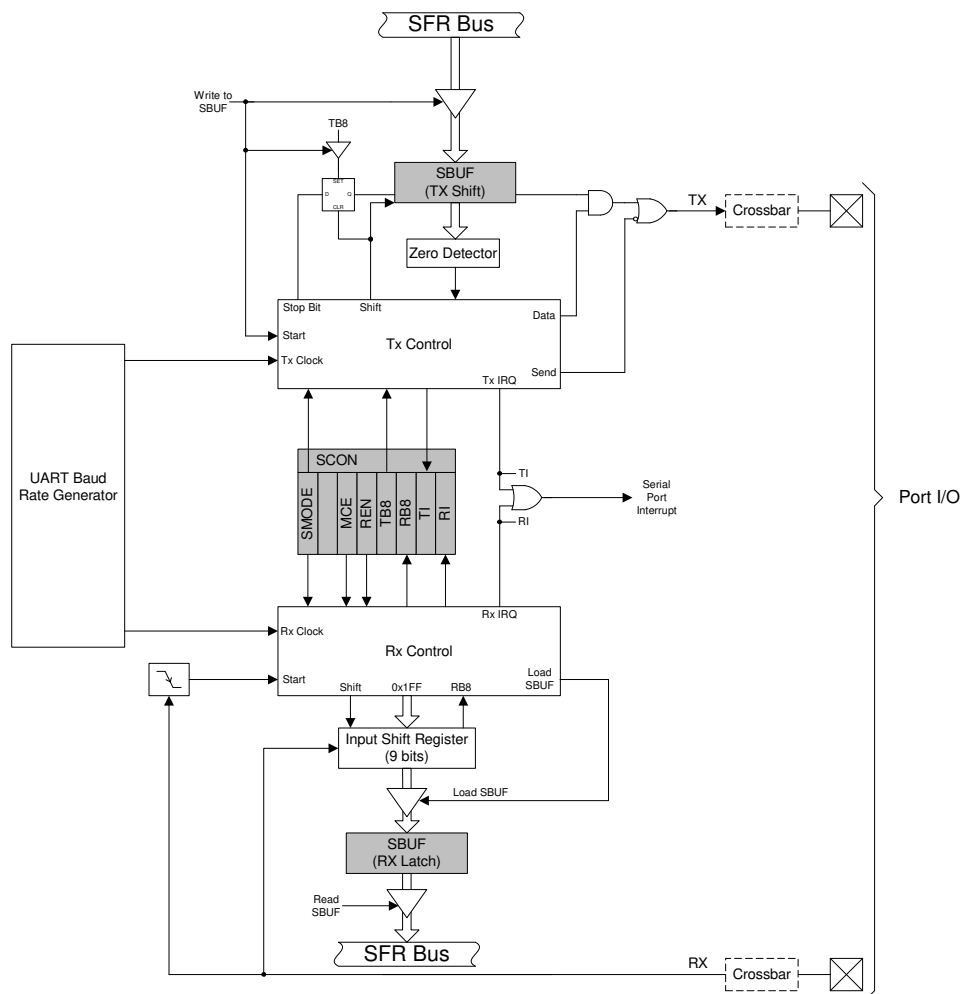 SFR Bus
Write to
SBUF
TB8
SET
D
Q
CLR
SBUF
(TX Shift)
TX
Crossbar
Zero Detector
Stop Bit
Shift
Data
Start
Tx Control
Tx Clock
Send
Tx IRQ
UART Baud
Rate Generator
SCON
SMODE
MCE
REN
TB8
RB8
TI
RI
TI
RI
Serial
Port
Interrupt
Port I/O
Rx IRQ
Rx Clock
Rx Control
Start
Load
SBUF
Shift
0x1FF
RB8
Input Shift Register
(9 bits)
Load SBUF
SBUF
(RX Latch)
Read
SBUF
SFR Bus
RX
Crossbar